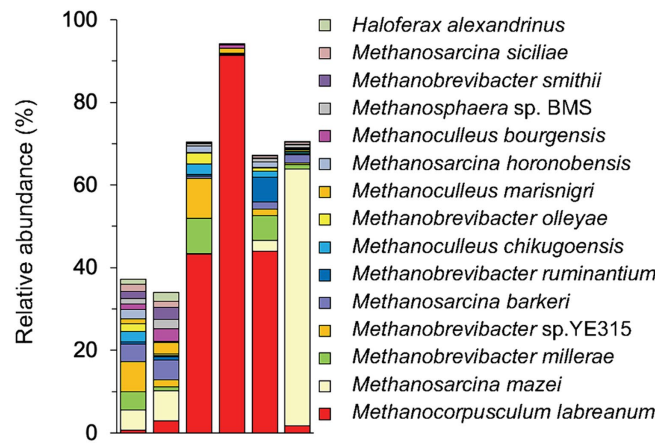 Relative abundance (%)
100
80
60
40
20
0
Haloferax alexandrinus
Methanosarcina siciliae
Methanobrevibacter smithii
Methanosphaera sp. BMS
Methanoculleus bourgensis
Methanosarcina horonobensis
Methanoculleus marisnigri
Methanobrevibacter olleyae
Methanoculleus chikugoensis
Methanobrevibacter ruminantium
Methanosarcina barkeri
Methanobrevibacter sp.YE315
Methanobrevibacter millerae
Methanosarcina mazei
Methanocorpusculum labreanum